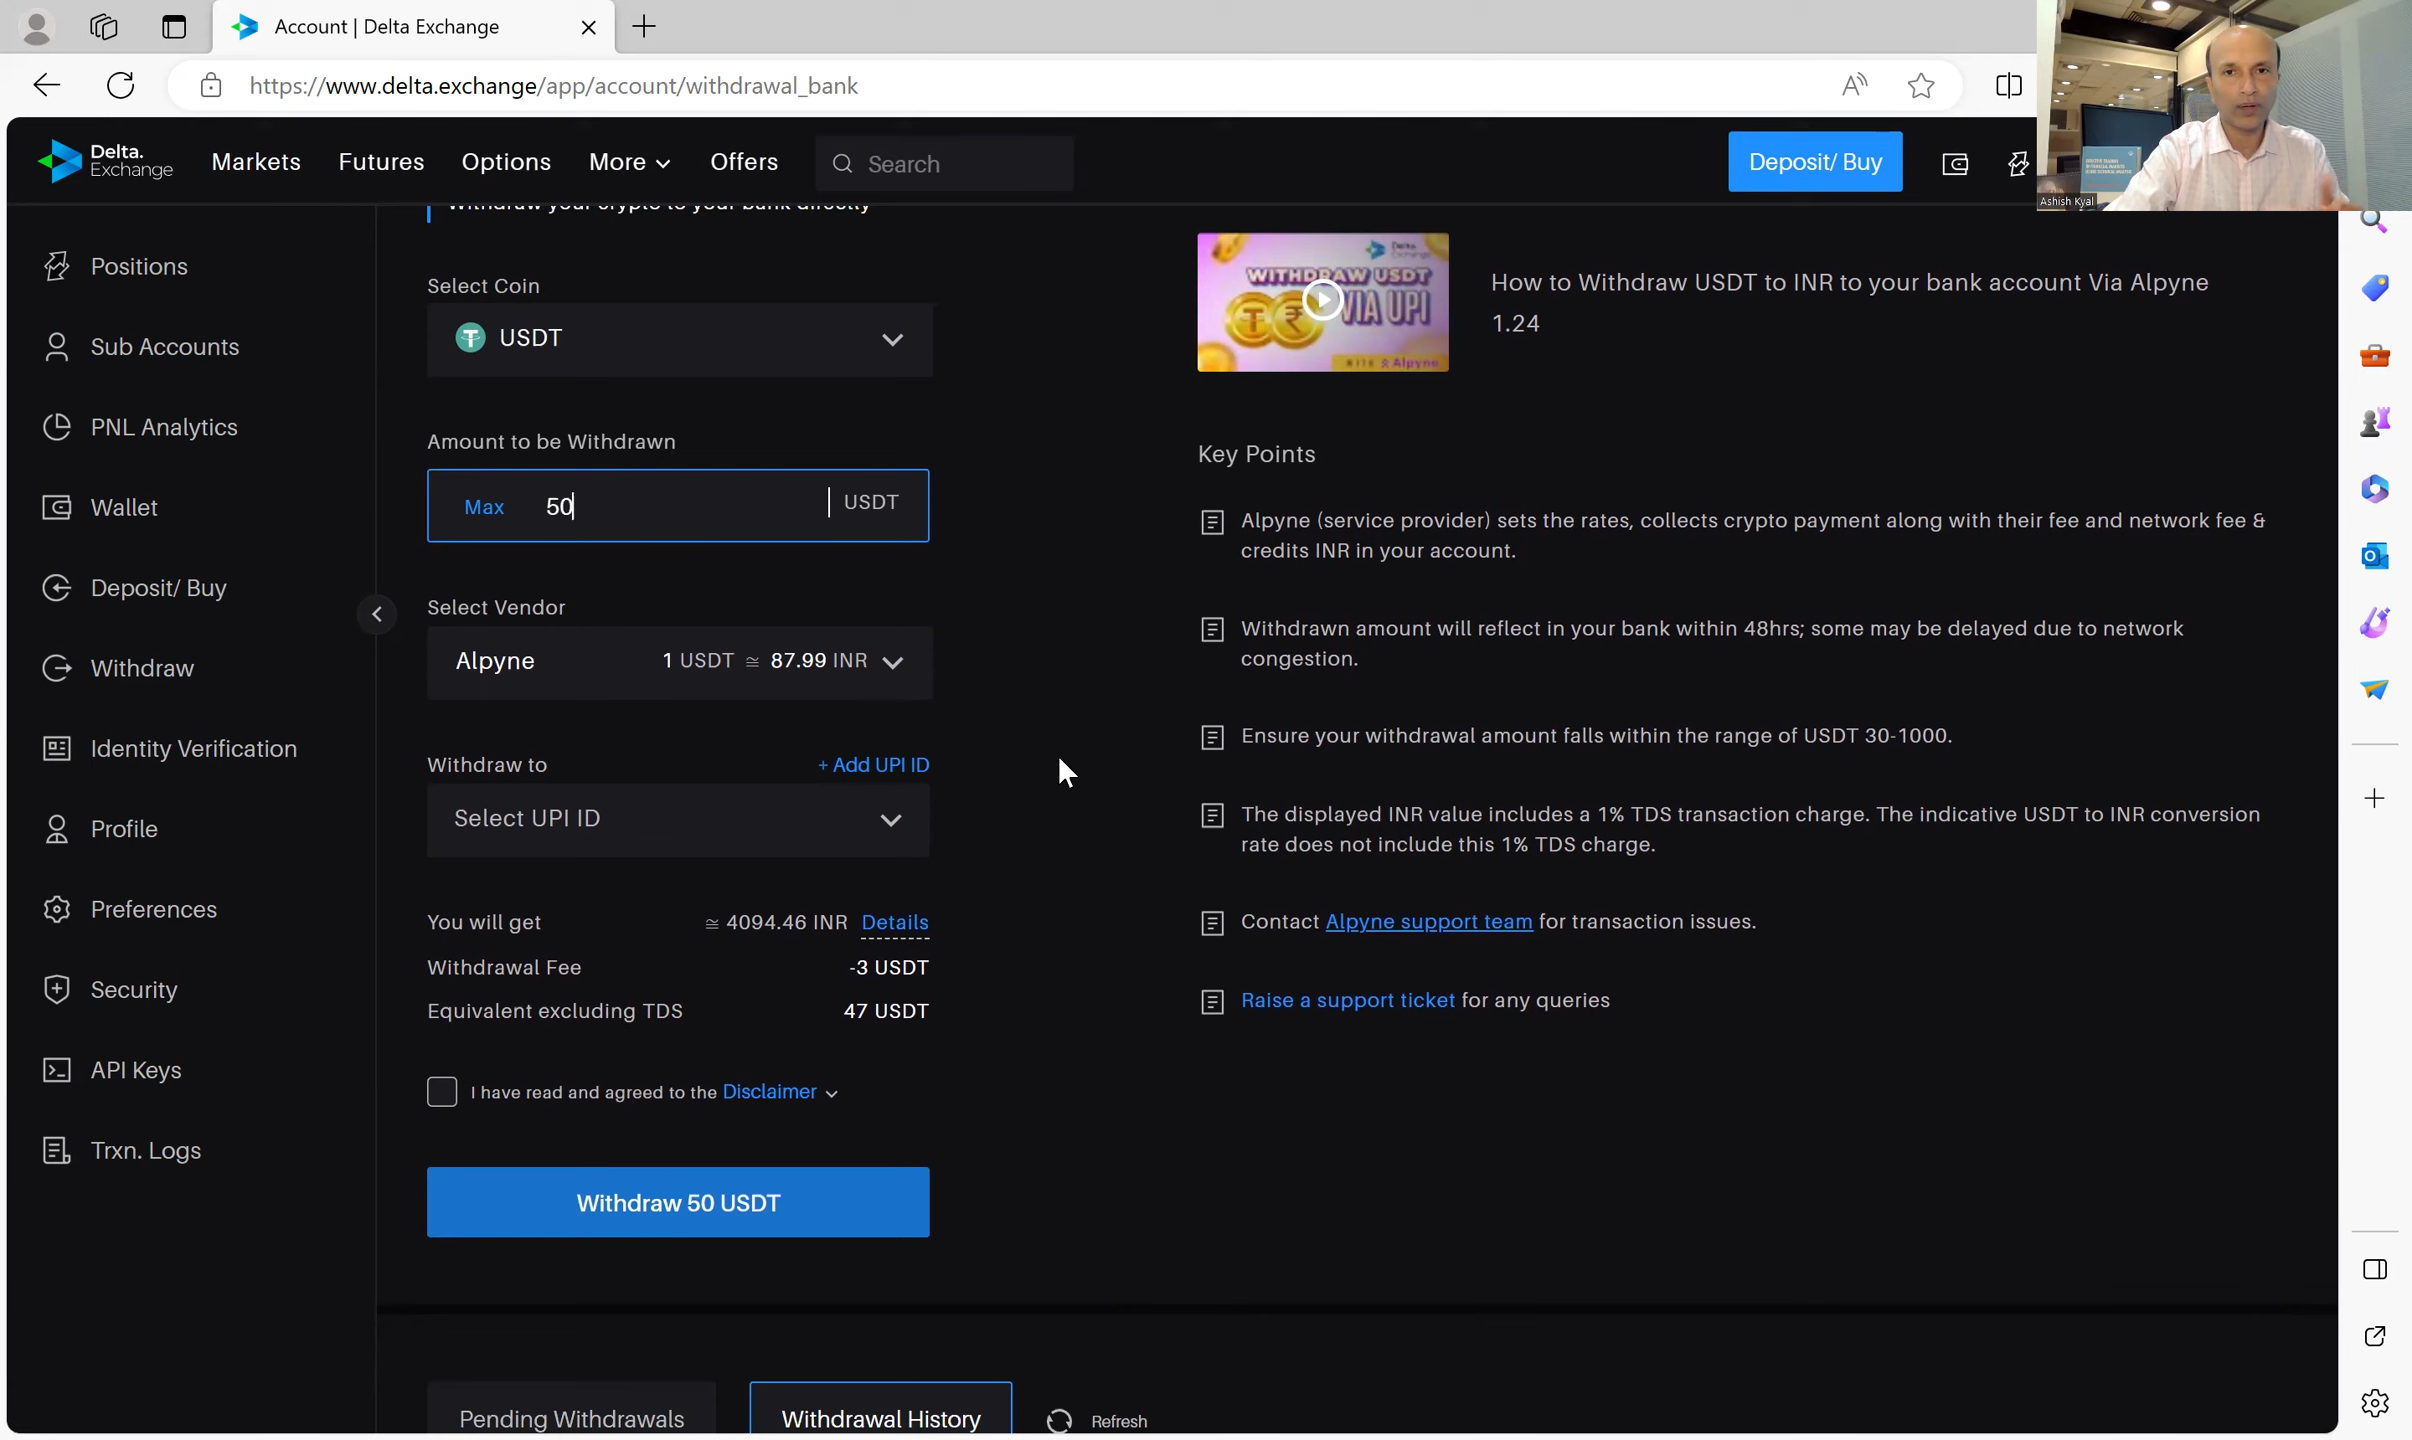 Account | Delta Exchange
https://www.delta.exchange/app/account/withdrawal_bank
Delta.
Exchange
Markets
Futures
Options
More
Offers
Search
Deposit/ Buy
Ashish Kyal
Positions
Sub Accounts
PNL Analytics
Wallet
Deposit/ Buy
Withdraw
Identity Verification
Profile
Preferences
Security
API Keys
Trxn. Logs
Withdraw your crypto to your bank directly
Select Coin
USDT
Amount to be Withdrawn
Max 50 USDT
Select Vendor
Alpyne 1 USDT ≃ 87.99 INR
Withdraw to + Add UPI ID
Select UPI ID
You will get ≃ 4094.46 INR Details
Withdrawal Fee -3 USDT
Equivalent excluding TDS 47 USDT
I have read and agreed to the Disclaimer
Withdraw 50 USDT
Pending Withdrawals
Withdrawal History
Refresh
WITHDRAW USDT
VIA UPI
Alpyne
How to Withdraw USDT to INR to your bank account Via Alpyne
1.24
Key Points
Alpyne (service provider) sets the rates, collects crypto payment along with their fee and network fee &
credits INR in your account.
Withdrawn amount will reflect in your bank within 48hrs; some may be delayed due to network
congestion.
Ensure your withdrawal amount falls within the range of USDT 30-1000.
The displayed INR value includes a 1% TDS transaction charge. The indicative USDT to INR conversion
rate does not include this 1% TDS charge.
Contact Alpyne support team for transaction issues.
Raise a support ticket for any queries